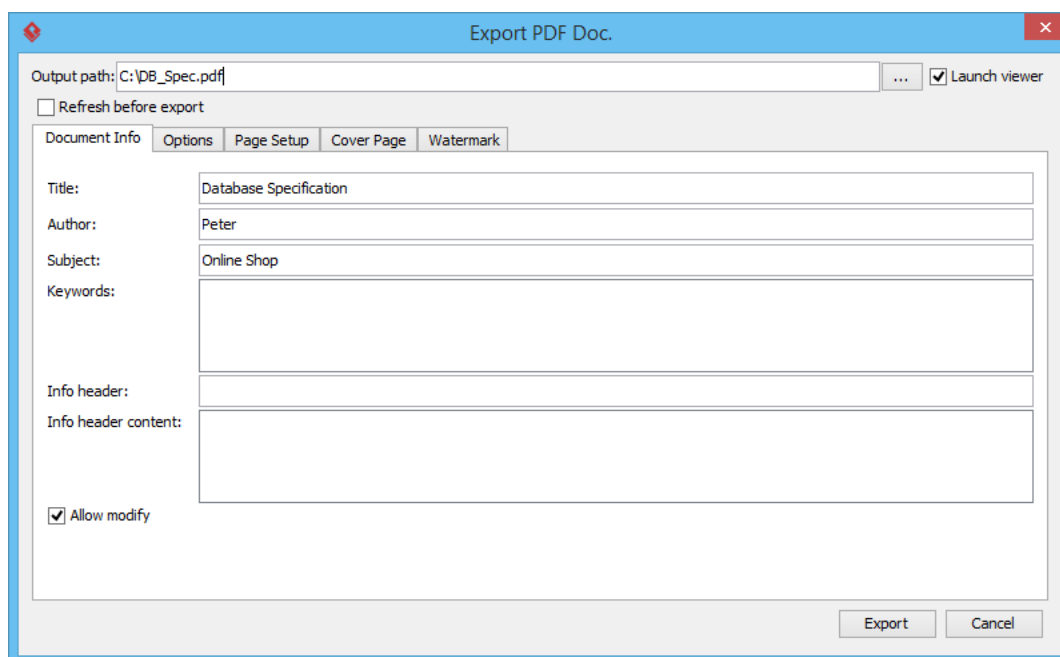 Export PDF Doc.
Output path: C:\DB_Spec.pdf ... Launch viewer
Refresh before export
Document Info Options Page Setup Cover Page Watermark
Title: Database Specification
Author: Peter
Subject: Online Shop
Keywords:
Info header:
Info header content:
Allow modify
Export Cancel